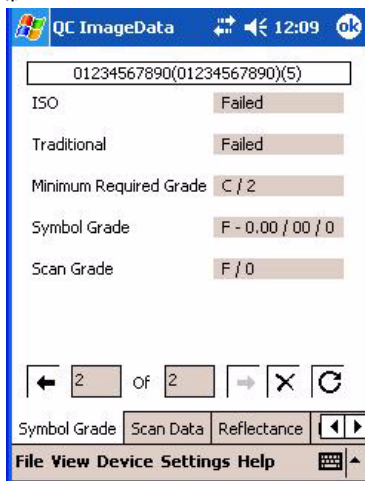 QC ImageData 12:09 ok
01234567890(01234567890)(5)
ISO Failed
Traditional Failed
Minimum Required Grade C / 2
Symbol Grade F - 0.00 / 00 / 0
Scan Grade F / 0
2 Of 2
Symbol Grade Scan Data Reflectance
File View Device Settings Help